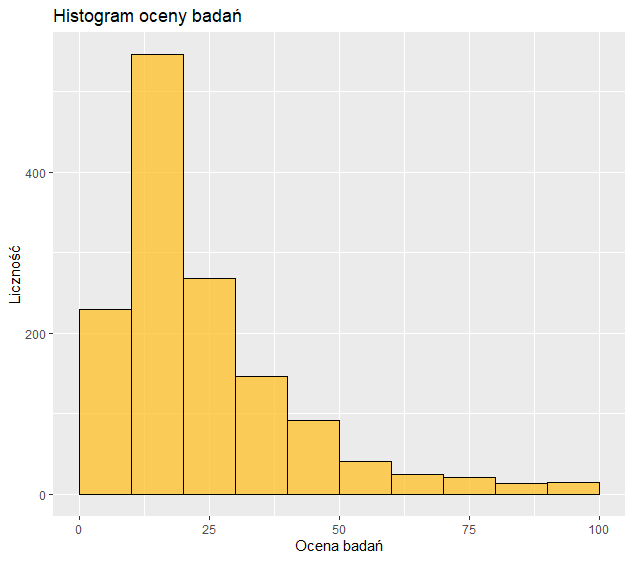 Histogram oceny badań
Liczność
400
200
0
0 25 50 75 100
Ocena badań